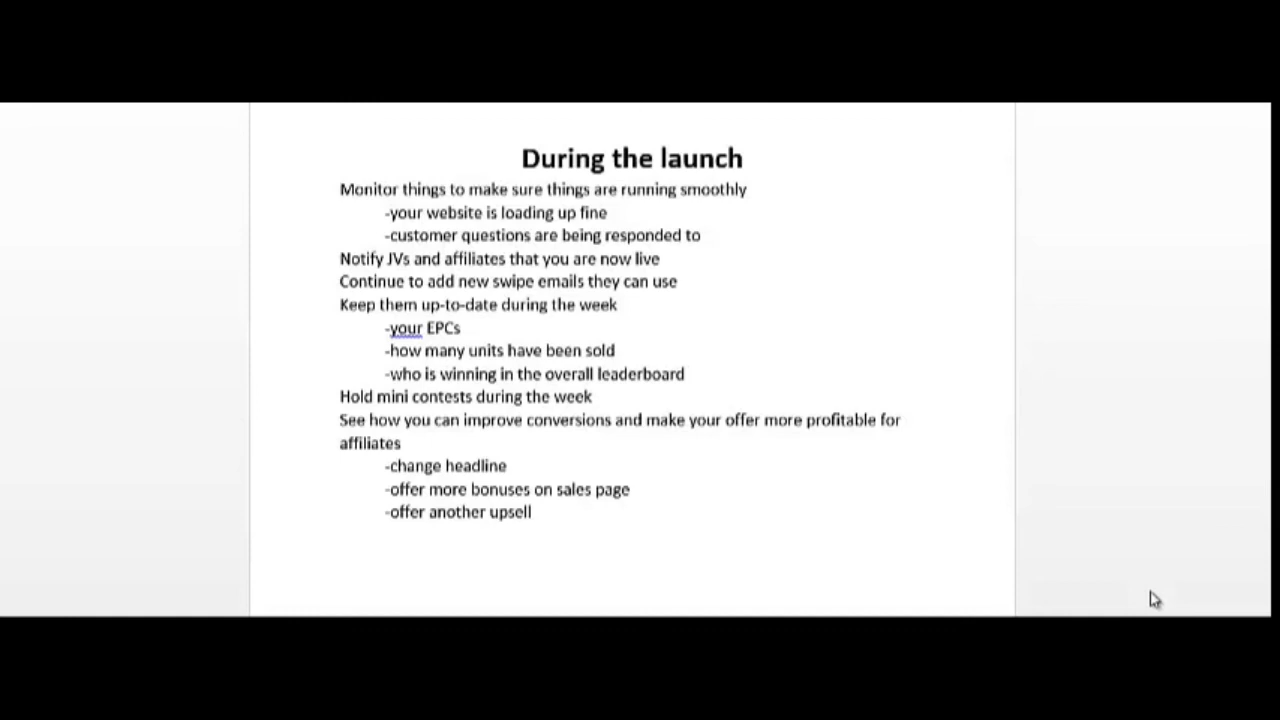 During the launch
Monitor things to make sure things are running smoothly
-your website is loading up fine
-customer questions are being responded to
Notify JVs and affiliates that you are now live
Continue to add new swipe emails they can use
Keep them up-to-date during the week
-your EPCs
-how many units have been sold
-who is winning in the overall leaderboard
Hold mini contests during the week
See how you can improve conversions and make your offer more profitable for
affiliates
-change headline
-offer more bonuses on sales page
-offer another upsell